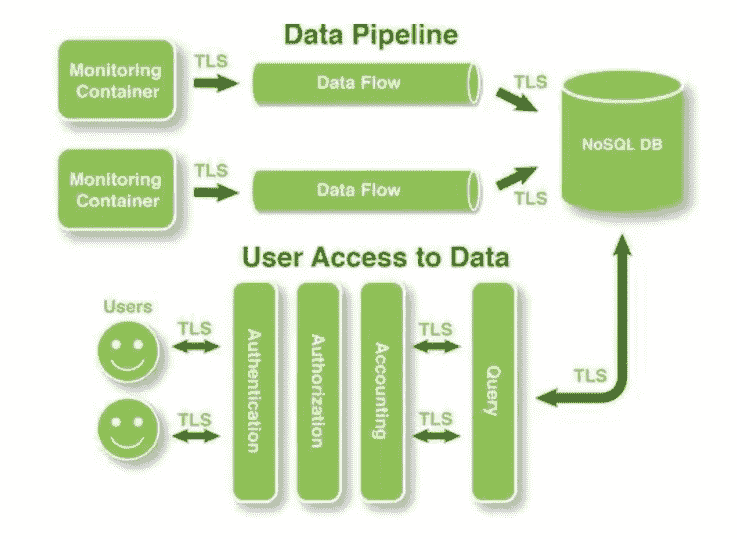 Data Pipeline
Monitoring
Container
TLS
Data Flow
TLS
NoSQL DB
Monitoring
Container
TLS
Data Flow
TLS
User Access to Data
Users
TLS
TLS
Authentication
Authorization
Accounting
TLS
TLS
Query
TLS